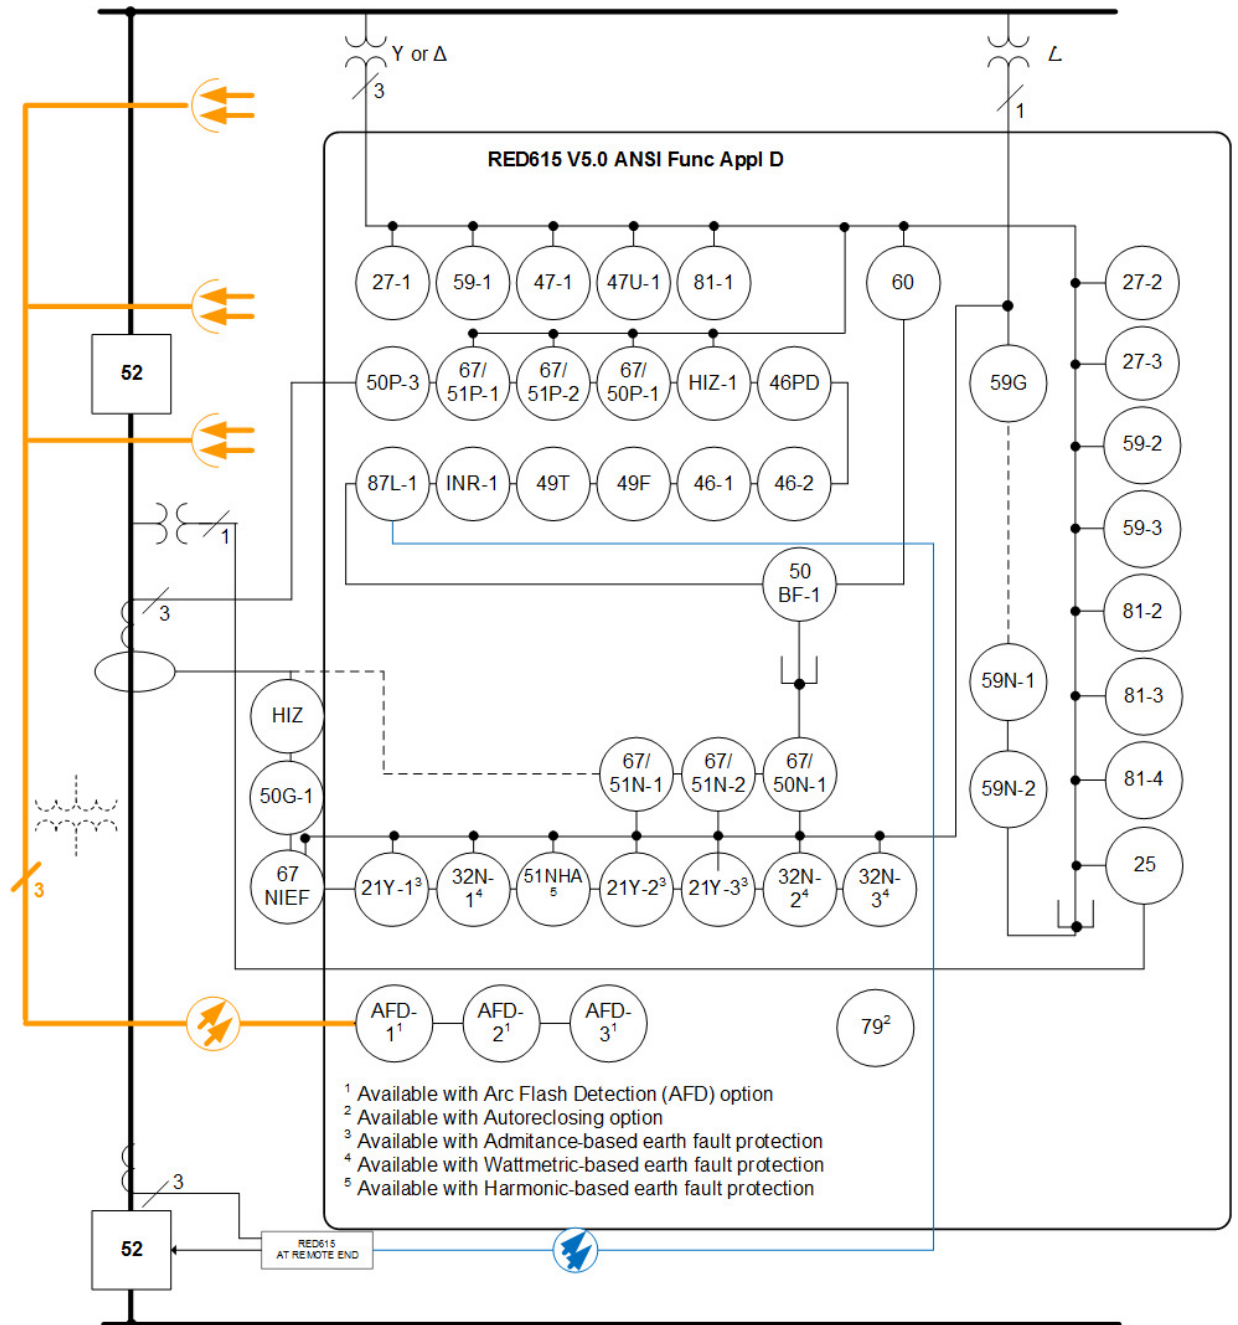 Y or Δ
3
1
RED615 V5.0 ANSI Func Appl D
27-1
59-1
47-1
47U-1
81-1
60
27-2
52
50P-3
67/
51P-1
67/
51P-2
67/
50P-1
HIZ-1
46PD
59G
27-3
59-2
87L-1
INR-1
49T
49F
46-1
46-2
1
59-3
50
BF-1
3
81-2
HIZ
59N-1
81-3
50G-1
67/
51N-1
67/
51N-2
67/
50N-1
59N-2
81-4
3
67
NIEF
21Y-1³
32N-
1⁴
51NHA
5
21Y-2³
21Y-3³
32N-
2⁴
32N-
3⁴
25
AFD-
1¹
AFD-
2¹
AFD-
3¹
79²
¹ Available with Arc Flash Detection (AFD) option
² Available with Autoreclosing option
³ Available with Admitance-based earth fault protection
⁴ Available with Wattmetric-based earth fault protection
⁵ Available with Harmonic-based earth fault protection
3
52
RED615
AT REMOTE END